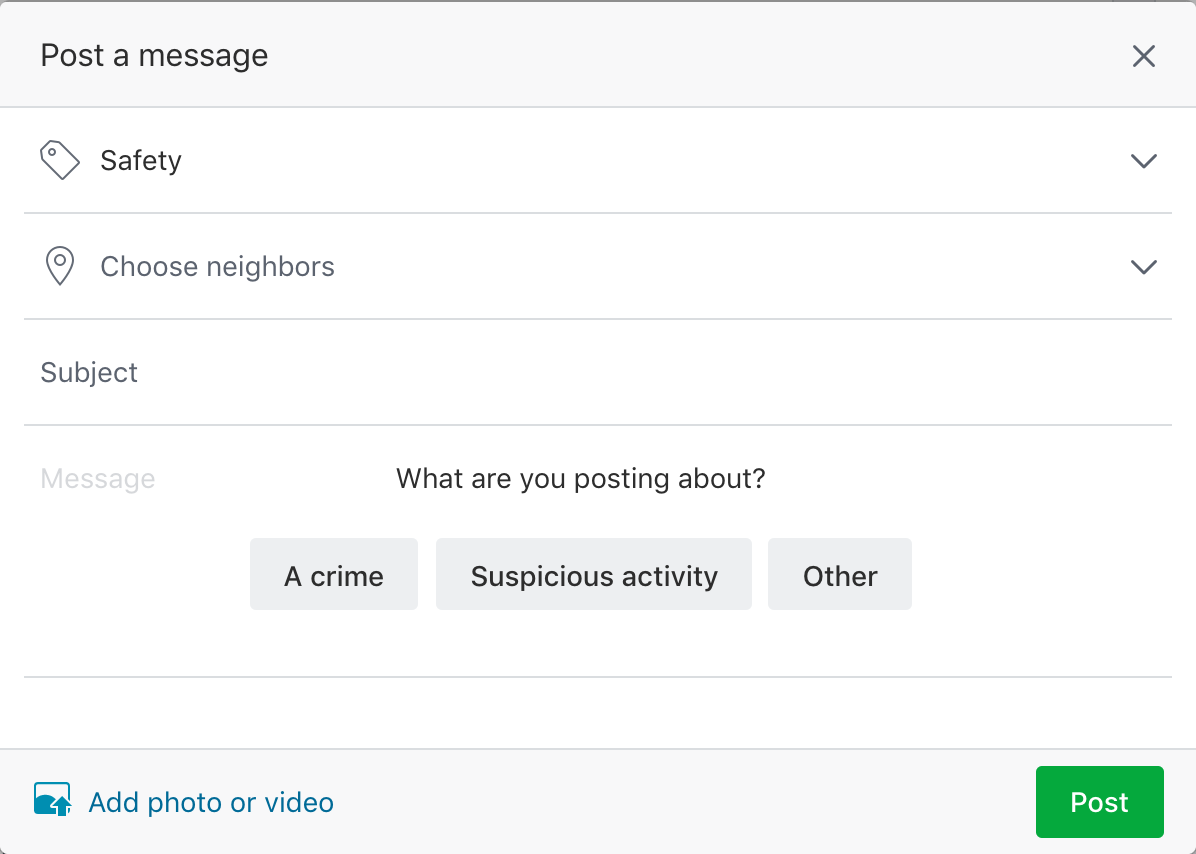 Post a message
Safety
Choose neighbors
Subject
Message
What are you posting about?
A crime
Suspicious activity
Other
Add photo or video
Post